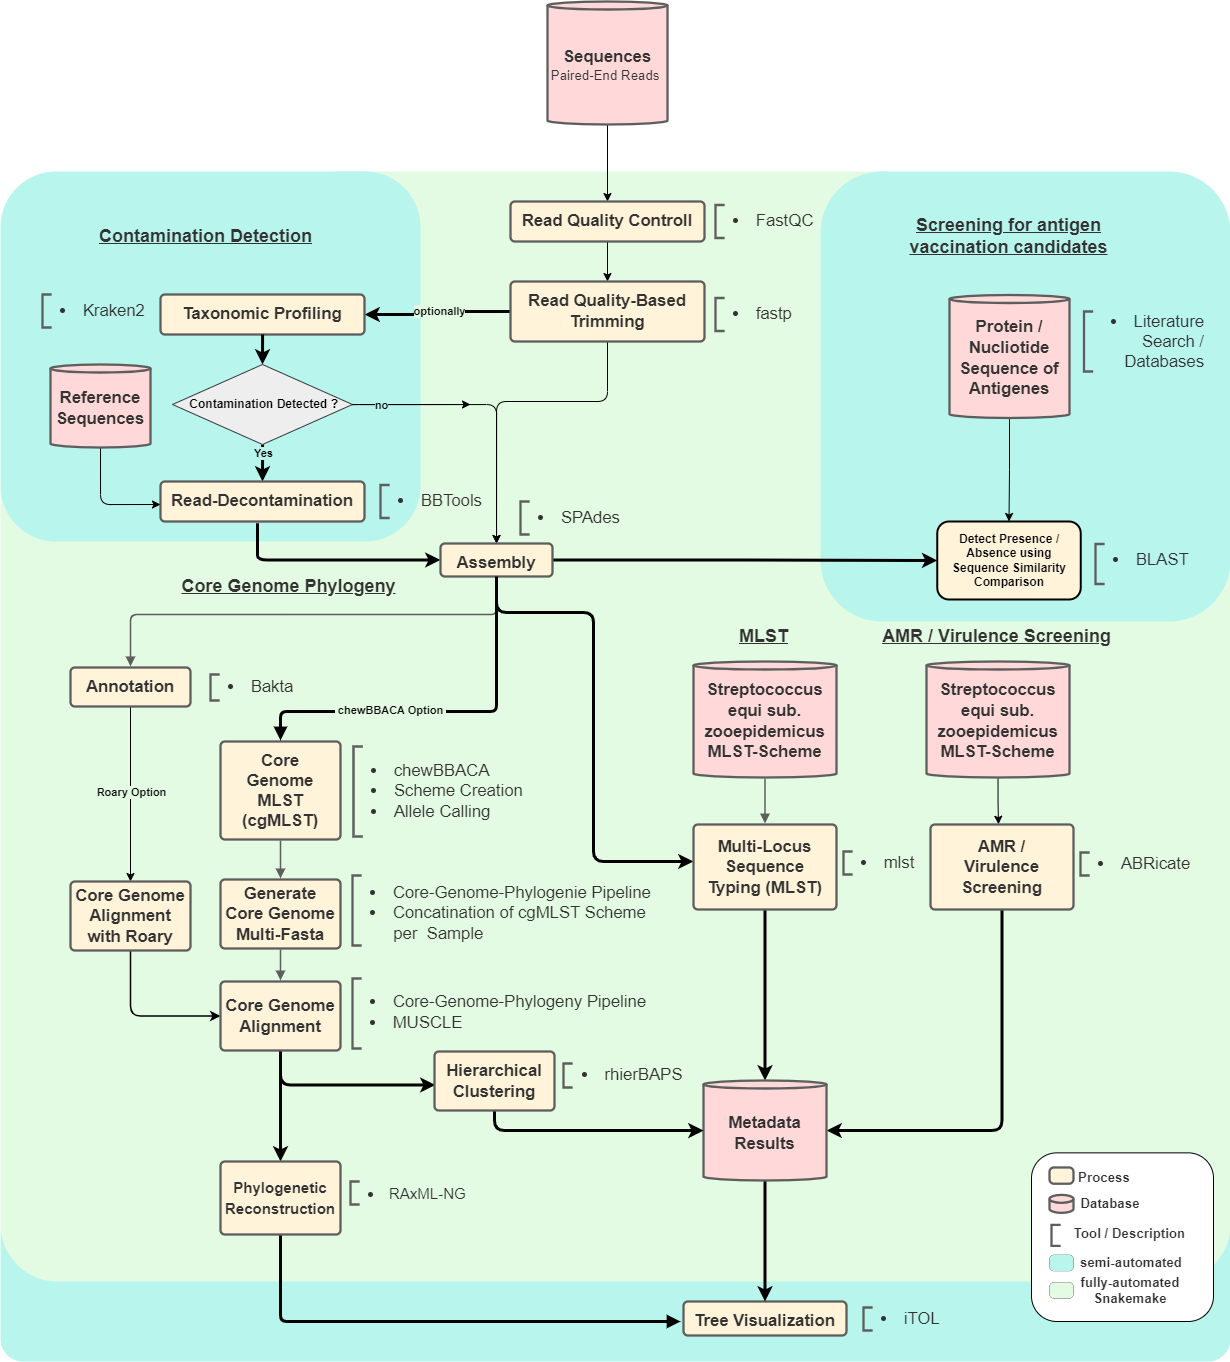 Sequences
Paired-End Reads
Read Quality Controll
• FastQC
Contamination Detection
Screening for antigen
vaccination candidates
• Kraken2
Taxonomic Profiling
optionally
Read Quality-Based
Trimming
• fastp
Protein /
Nucliotide
Sequence of
Antigenes
• Literature
Search /
Databases
Reference
Sequences
Contamination Detected ?
no
Yes
Read-Decontamination
• BBTools
• SPAdes
Assembly
Detect Presence /
Absence using
Sequence Similarity
Comparison
• BLAST
Core Genome Phylogeny
MLST
AMR / Virulence Screening
Annotation
• Bakta
chewBBACA Option
Streptococcus
equi sub.
zooepidemicus
MLST-Scheme
Streptococcus
equi sub.
zooepidemicus
MLST-Scheme
Roary Option
Core
Genome
MLST
(cgMLST)
• chewBBACA
• Scheme Creation
• Allele Calling
Multi-Locus
Sequence
Typing (MLST)
• mlst
AMR /
Virulence
Screening
• ABRicate
Core Genome
Alignment
with Roary
Generate
Core Genome
Multi-Fasta
• Core-Genome-Phylogenie Pipeline
• Concatination of cgMLST Scheme
per Sample
Core Genome
Alignment
• Core-Genome-Phylogeny Pipeline
• MUSCLE
Hierarchical
Clustering
• rhierBAPS
Metadata
Results
Phylogenetic
Reconstruction
• RAxML-NG
Process
Database
Tool / Description
semi-automated
fully-automated
Snakemake
Tree Visualization
• iTOL